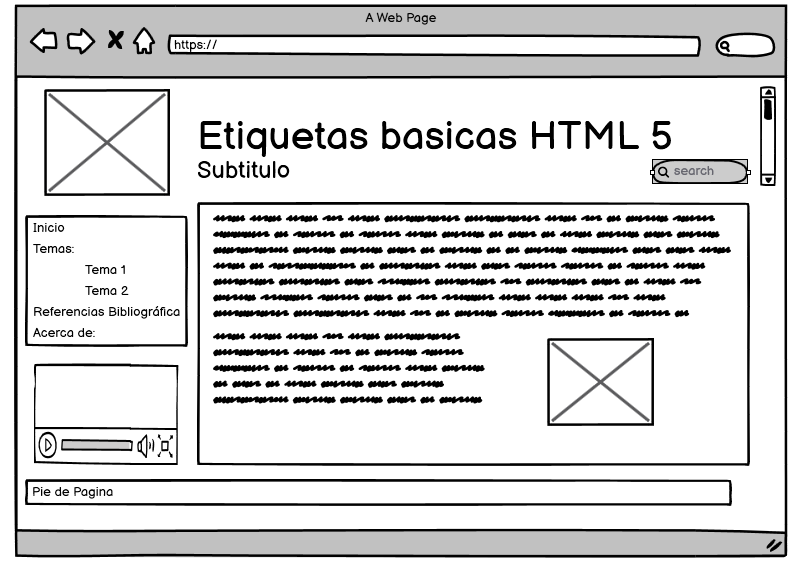 A Web Page
https://
Etiquetas basicas HTML 5
Subtitulo
search
Inicio
Temas:
Tema 1
Tema 2
Referencias Bibliográfica
Acerca de:
Pie de Pagina